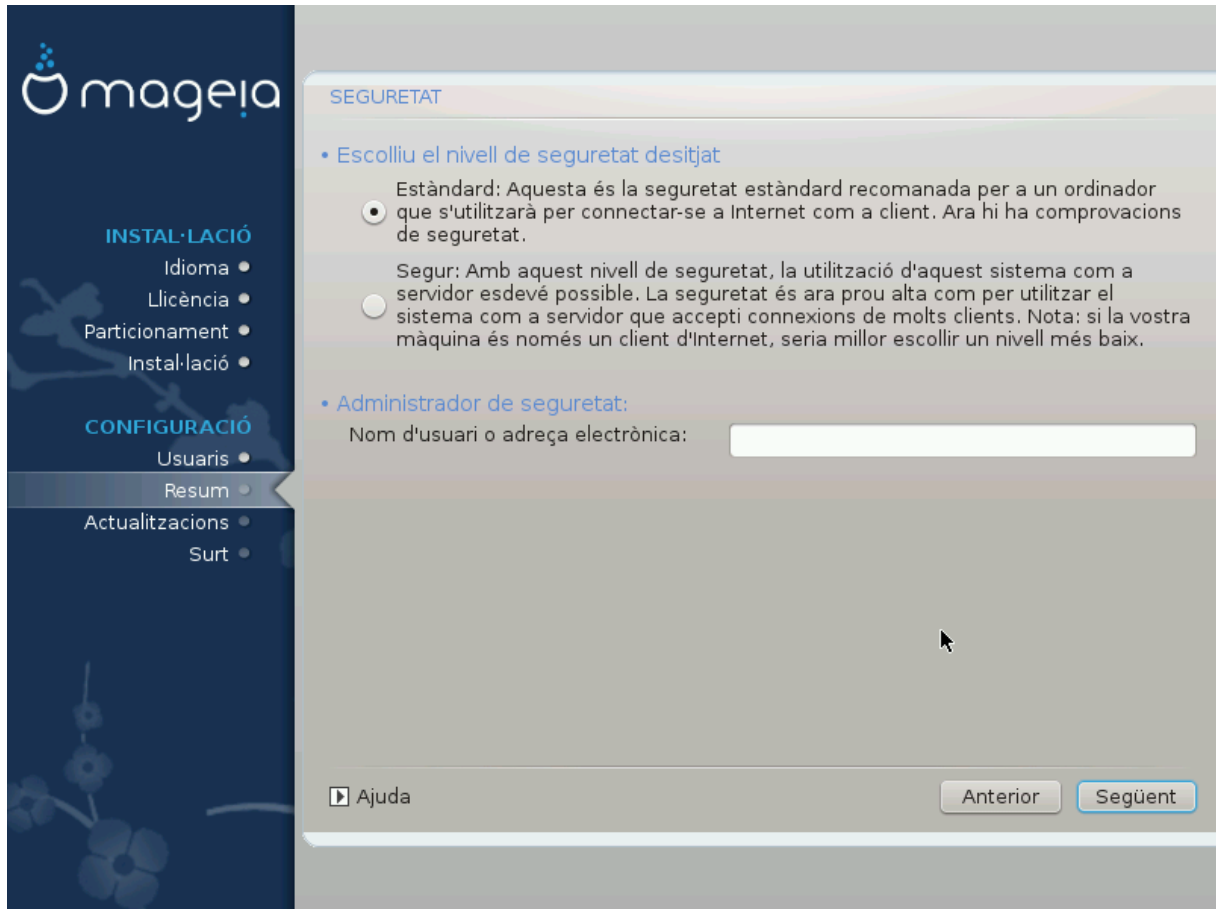 mageia
INSTAL·LACIÓ
Idioma
Llicència
Particionament
Instal·lació
CONFIGURACIÓ
Usuaris
Resum
Actualitzacions
Surt
SEGURETAT
• Escolliu el nivell de seguretat desitjat
Estàndard: Aquesta és la seguretat estàndard recomanada per a un ordinador
que s'utilitzarà per connectar-se a Internet com a client. Ara hi ha comprovacions
de seguretat.
Segur: Amb aquest nivell de seguretat, la utilització d'aquest sistema com a
servidor esdevé possible. La seguretat és ara prou alta com per utilitzar el
sistema com a servidor que accepti connexions de molts clients. Nota: si la vostra
màquina és només un client d'Internet, seria millor escollir un nivell més baix.
• Administrador de seguretat:
Nom d'usuari o adreça electrònica:
Ajuda
Anterior
Següent